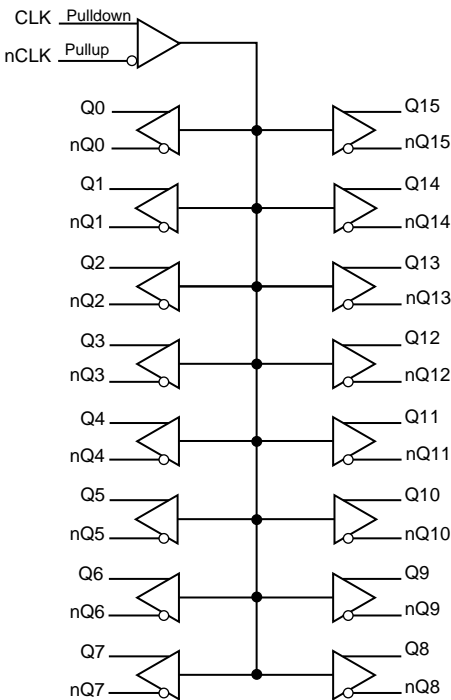 CLK Pulldown
nCLK Pullup
Q0 Q15
nQ0 nQ15
Q1 Q14
nQ1 nQ14
Q2 Q13
nQ2 nQ13
Q3 Q12
nQ3 nQ12
Q4 Q11
nQ4 nQ11
Q5 Q10
nQ5 nQ10
Q6 Q9
nQ6 nQ9
Q7 Q8
nQ7 nQ8